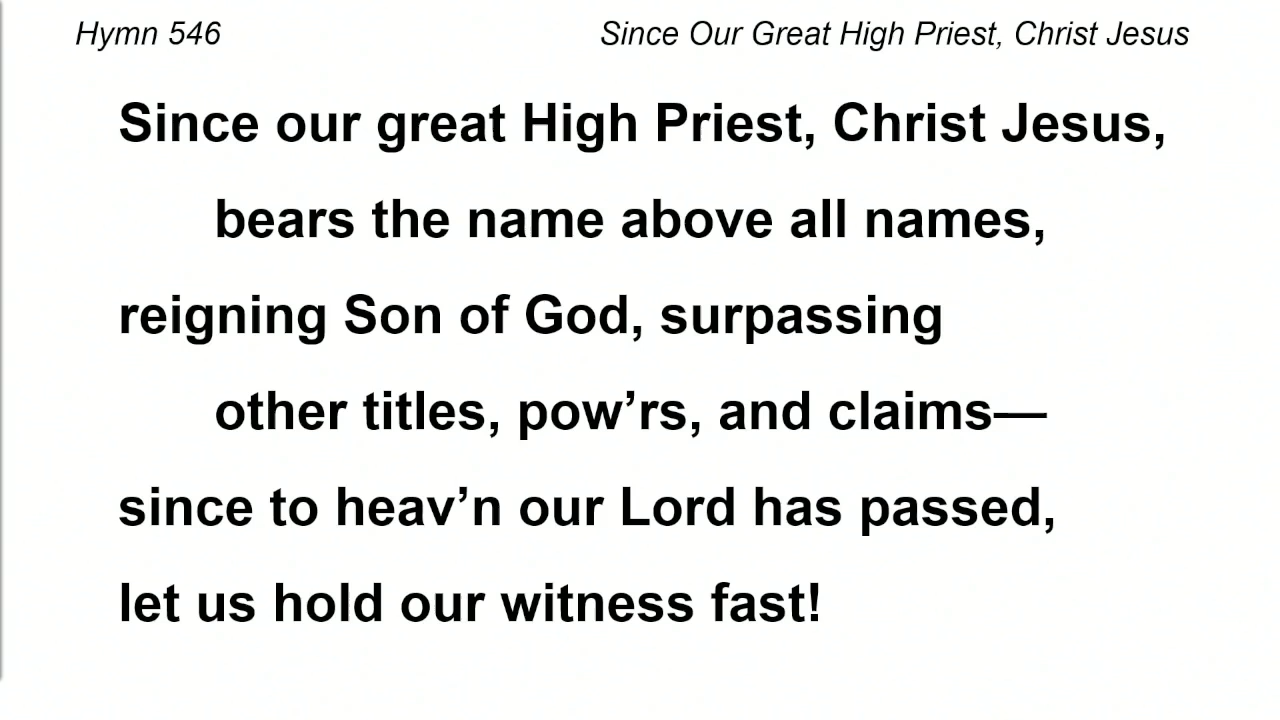 Hymn 546
Since Our Great High Priest, Christ Jesus
Since our great High Priest, Christ Jesus,
bears the name above all names,
reigning Son of God, surpassing
other titles, pow’rs, and claims—
since to heav’n our Lord has passed,
let us hold our witness fast!